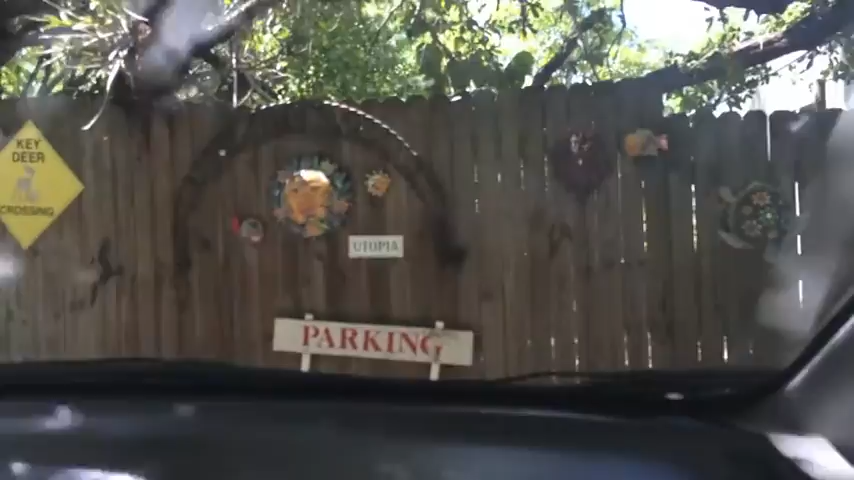 KEY
DEER
CROSSING
UTOPIA
PARKING